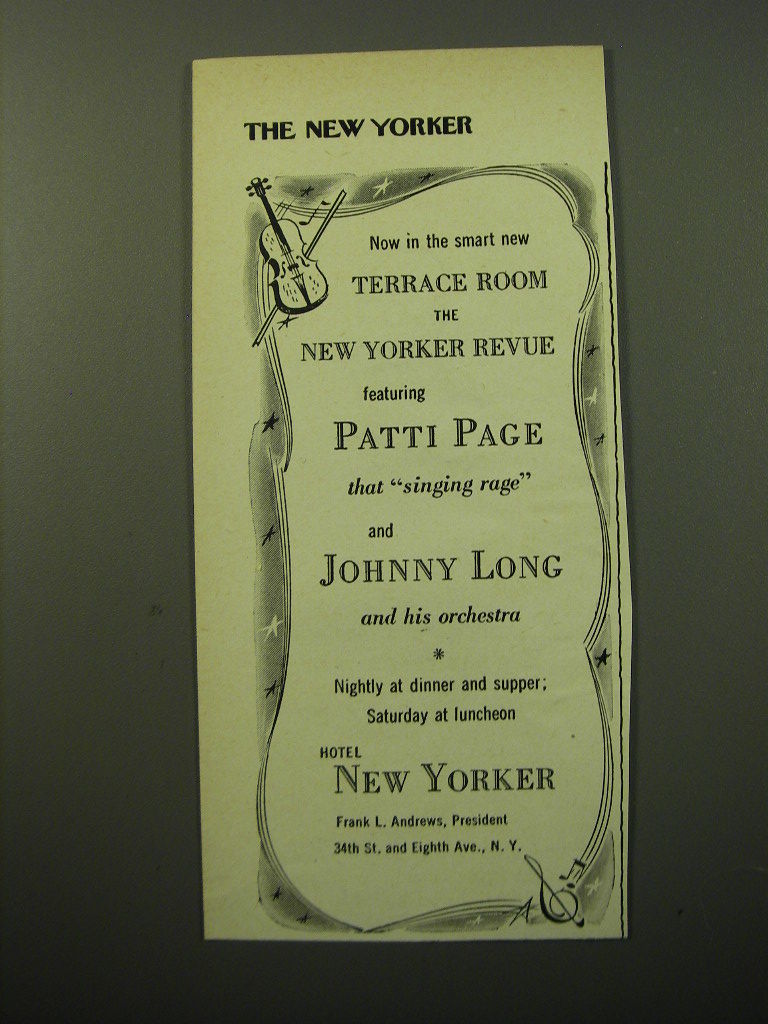 THE NEW YORKER
Now in the smart new
TERRACE ROOM
THE
NEW YORKER REVUE
featuring
PATTI PAGE
that "singing rage"
and
JOHNNY LONG
and his orchestra
*
Nightly at dinner and supper;
Saturday at luncheon
HOTEL
NEW YORKER
Frank L. Andrews, President
34th St. and Eighth Ave., N. Y.